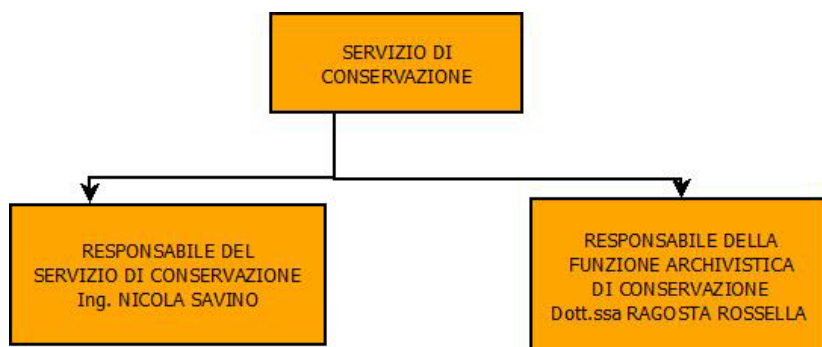 SERVIZIO DI
CONSERVAZIONE
RESPONSABILE DEL
SERVIZIO DI CONSERVAZIONE
Ing. NICOLA SAVINO
RESPONSABILE DELLA
FUNZIONE ARCHIVISTICA
DI CONSERVAZIONE
Dott.ssa RAGOSTA ROSSELLA